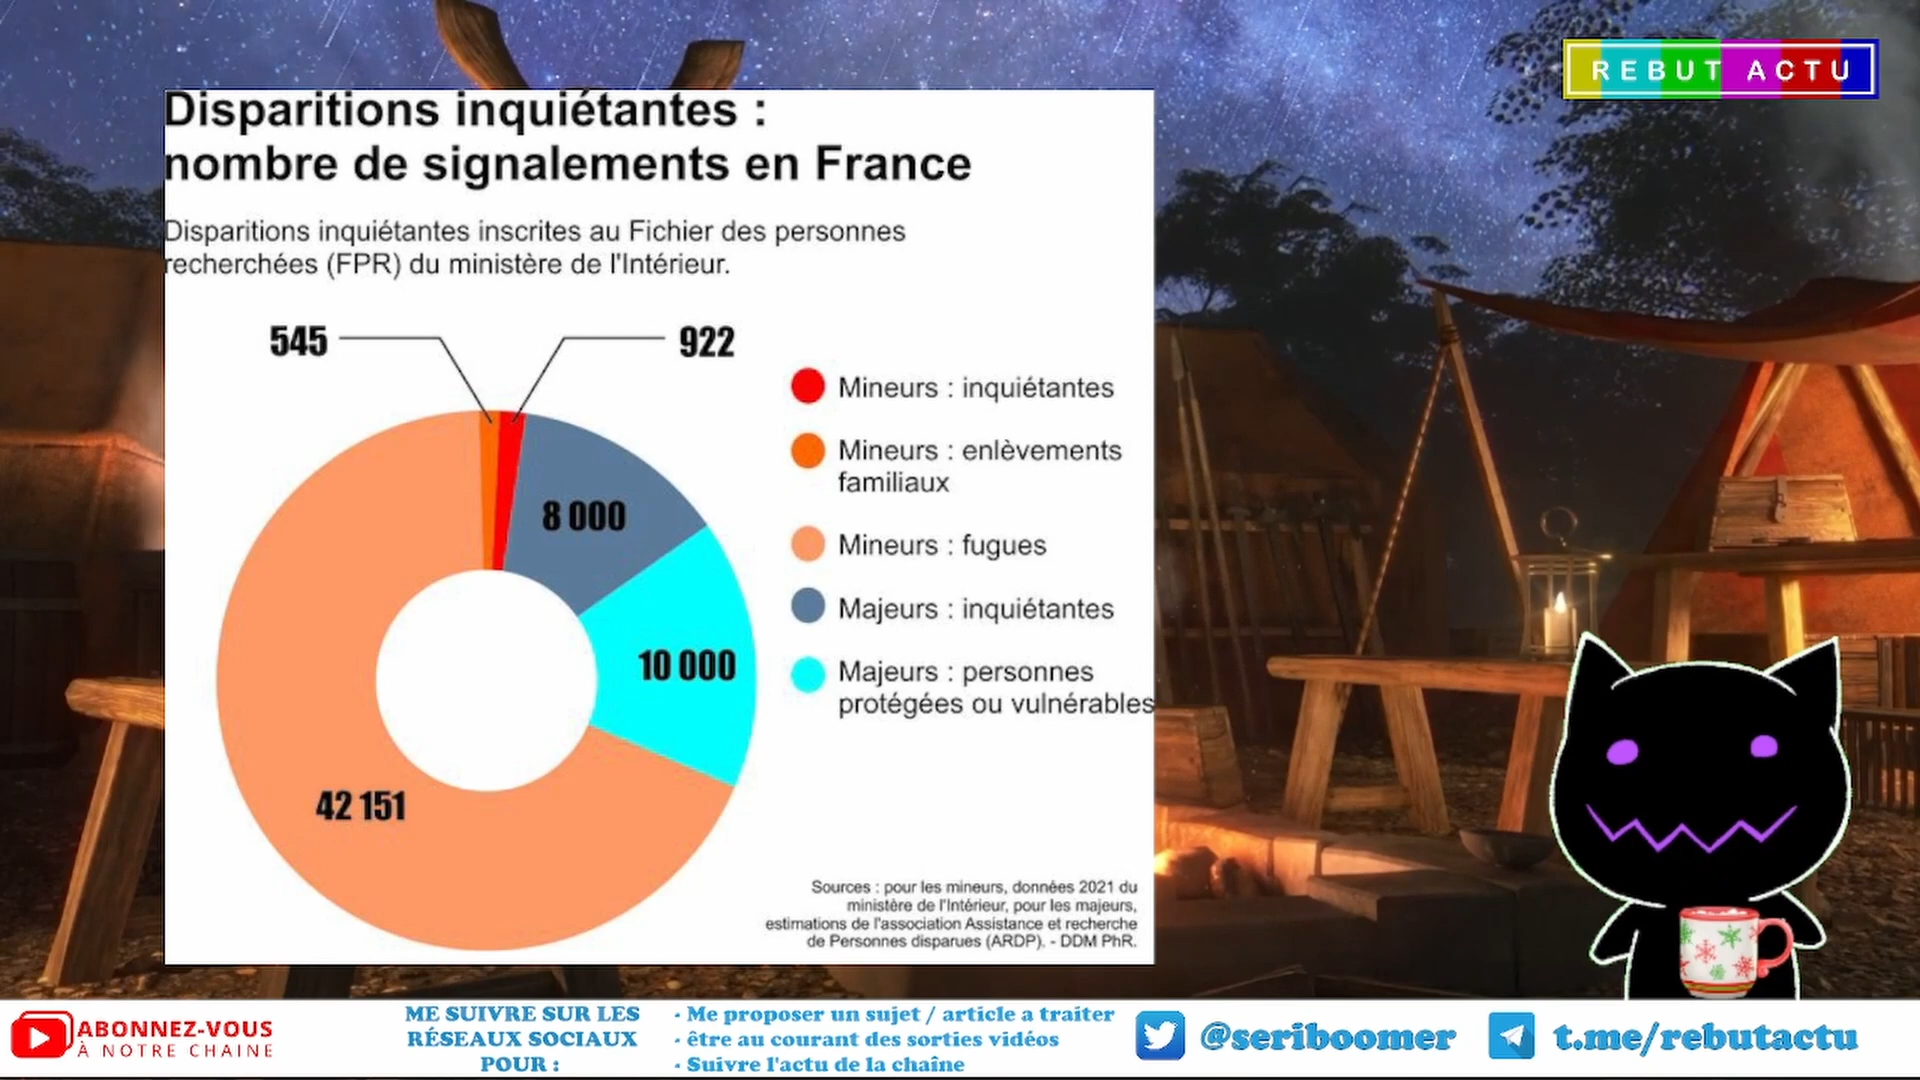 REBUT ACTU
Disparitions inquiétantes :
nombre de signalements en France
Disparitions inquiétantes inscrites au Fichier des personnes
recherchées (FPR) du ministère de l'Intérieur.
545
922
8 000
10 000
42 151
Mineurs : inquiétantes
Mineurs : enlèvements
familiaux
Mineurs : fugues
Majeurs : inquiétantes
Majeurs : personnes
protégées ou vulnérables
Sources : pour les mineurs, données 2021 du
ministère de l'Intérieur, pour les majeurs,
estimations de l'association Assistance et recherche
de Personnes disparues (ARDP). - DDM PhR.
ABONNEZ-VOUS
À NOTRE CHAINE
ME SUIVRE SUR LES
RÉSEAUX SOCIAUX
POUR :
- Me proposer un sujet / article a traiter
- être au courant des sorties vidéos
- Suivre l'actu de la chaîne
@seriboomer
t.me/rebutactu